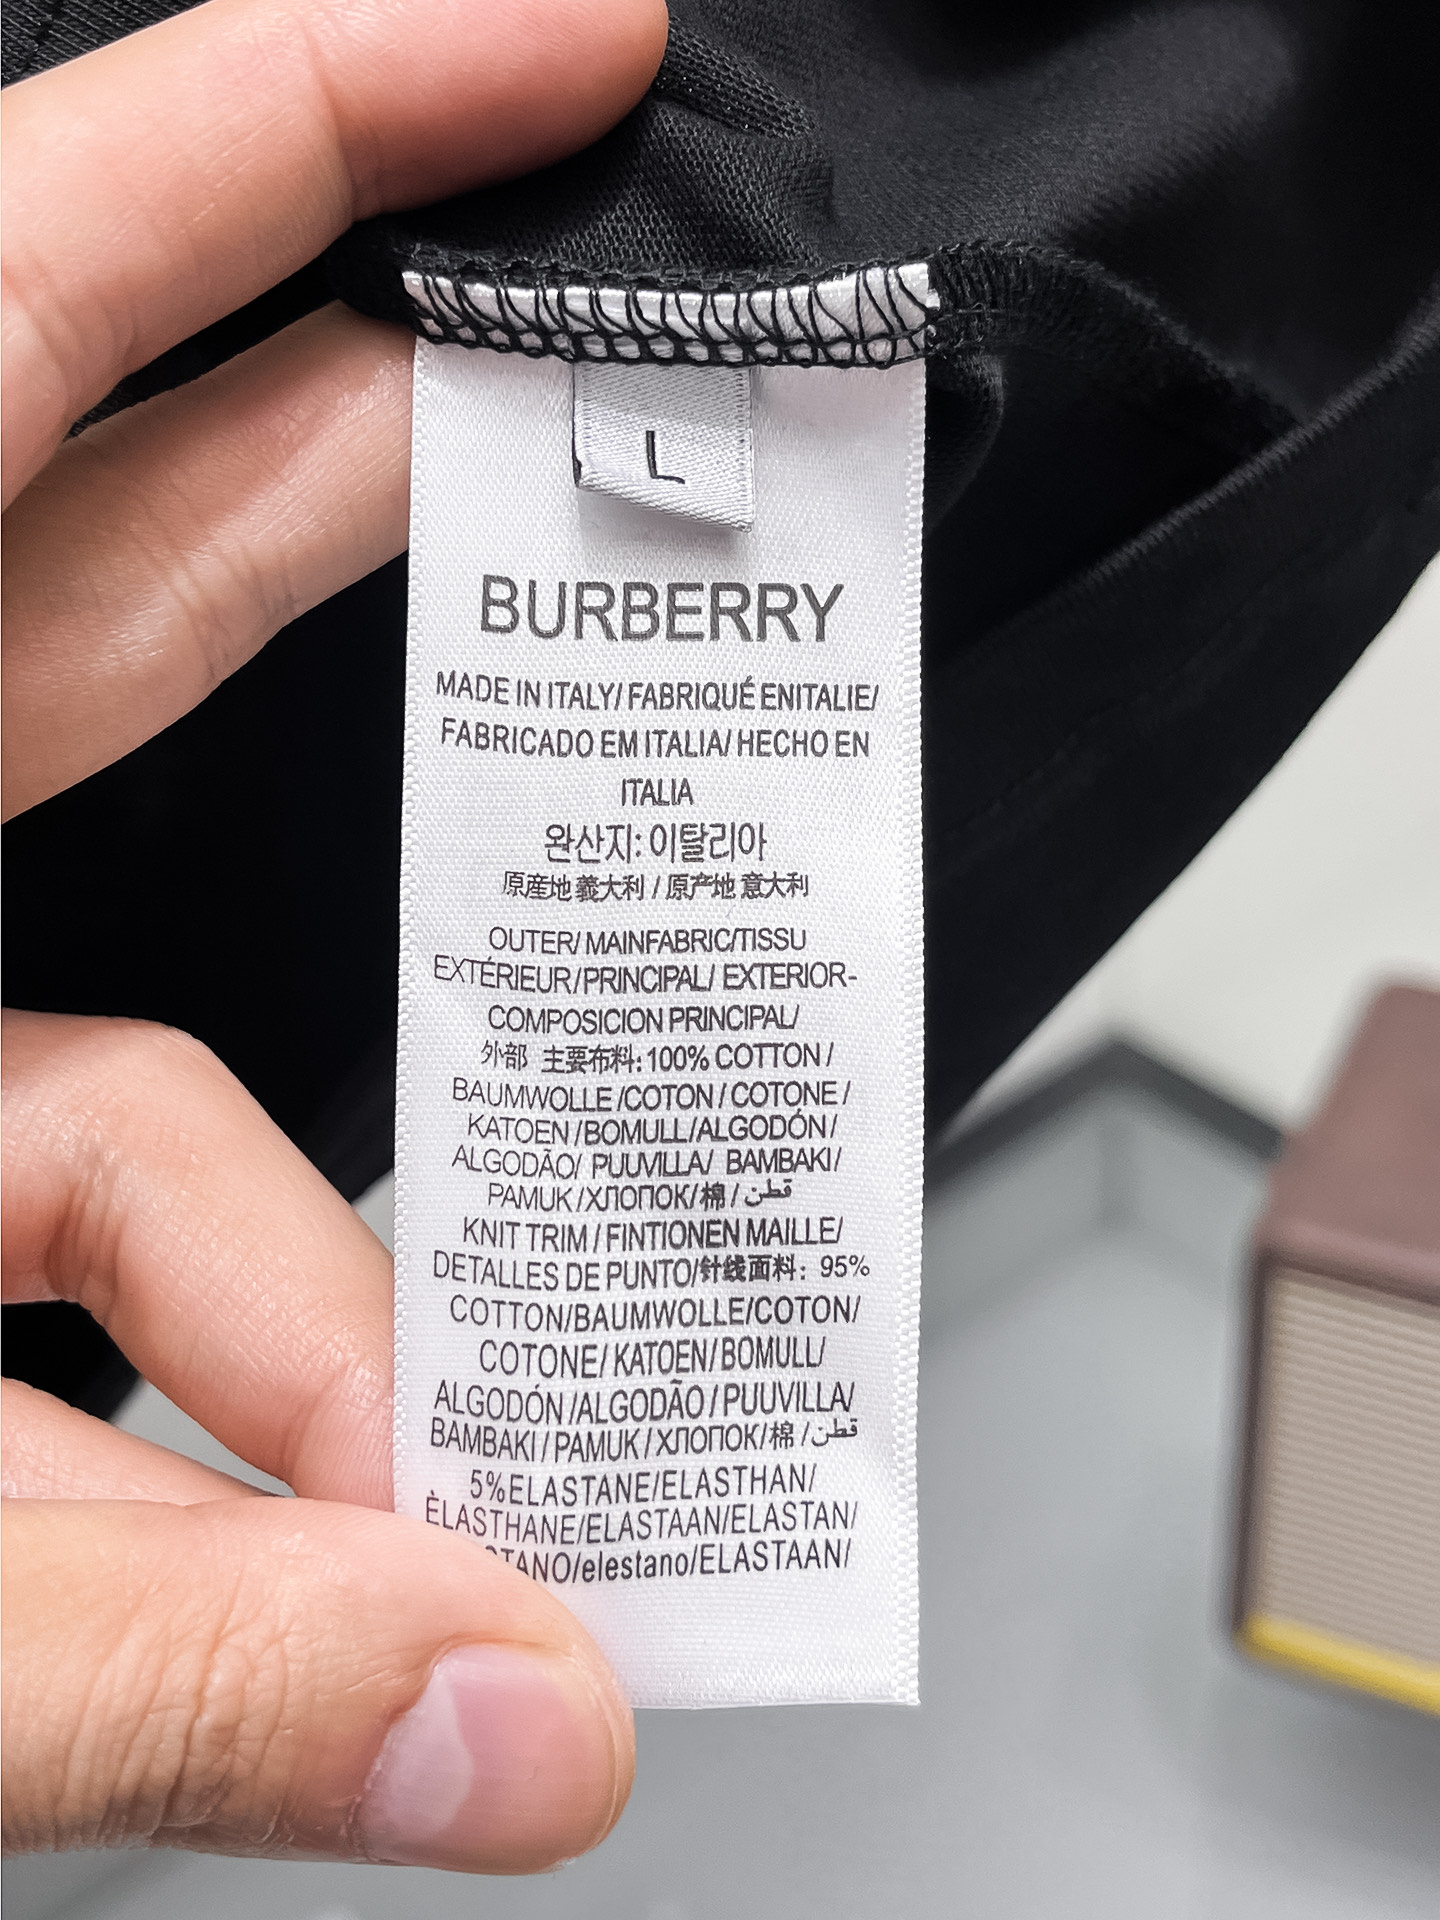 L
BURBERRY
MADE IN ITALY/ FABRIQUÉ ENITALIE/
FABRICADO EM ITALIA/ HECHO EN
ITALIA
완산지: 이탈리아
原産地 義大利 / 原产地 意大利
OUTER/ MAINFABRIC/TISSU
EXTÉRIEUR/PRINCIPAL/ EXTERIOR-
COMPOSICION PRINCIPAL/
外部 主要布料: 100% COTTON /
BAUMWOLLE /COTON / COTONE /
KATOEN /BOMULL/ALGODÓN /
ALGODÃO/ PUUVILLA/ BAMBAKI/
PAMUK /ХЛОПОК/棉 / قطن
KNIT TRIM / FINTIONEN MAILLE/
DETALLES DE PUNTO/针线面料: 95%
COTTON/BAUMWOLLE/COTON/
COTONE/ KATOEN/ BOMULL/
ALGODÓN /ALGODÃO / PUUVILLA/
BAMBAKI / PAMUK / ХЛОПОК/棉 / قطن
5%ELASTANE/ELASTHAN/
ÈLASTHANE/ELASTAAN/ELASTAN/
TANO/elestano/ELASTAAN/